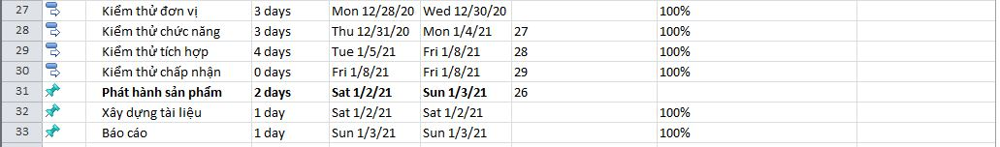 27 Kiểm thử đơn vị 3 days Mon 12/28/20 Wed 12/30/20 100%
28 Kiểm thử chức năng 3 days Thu 12/31/20 Mon 1/4/21 27 100%
29 Kiểm thử tích hợp 4 days Tue 1/5/21 Fri 1/8/21 28 100%
30 Kiểm thử chấp nhận 0 days Fri 1/8/21 Fri 1/8/21 29 100%
31 Phát hành sản phẩm 2 days Sat 1/2/21 Sun 1/3/21 26
32 Xây dựng tài liệu 1 day Sat 1/2/21 Sat 1/2/21 100%
33 Báo cáo 1 day Sun 1/3/21 Sun 1/3/21 100%